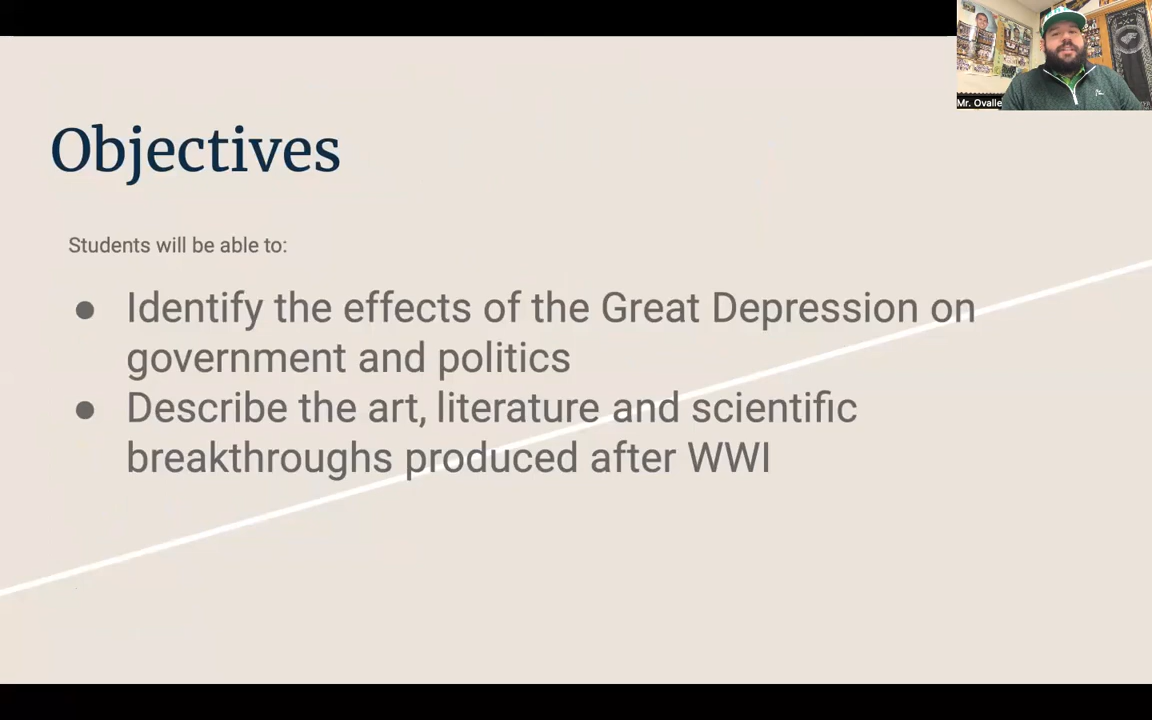 Objectives
Students will be able to:
● Identify the effects of the Great Depression on
government and politics
● Describe the art, literature and scientific
breakthroughs produced after WWI
Mr. Ovalle